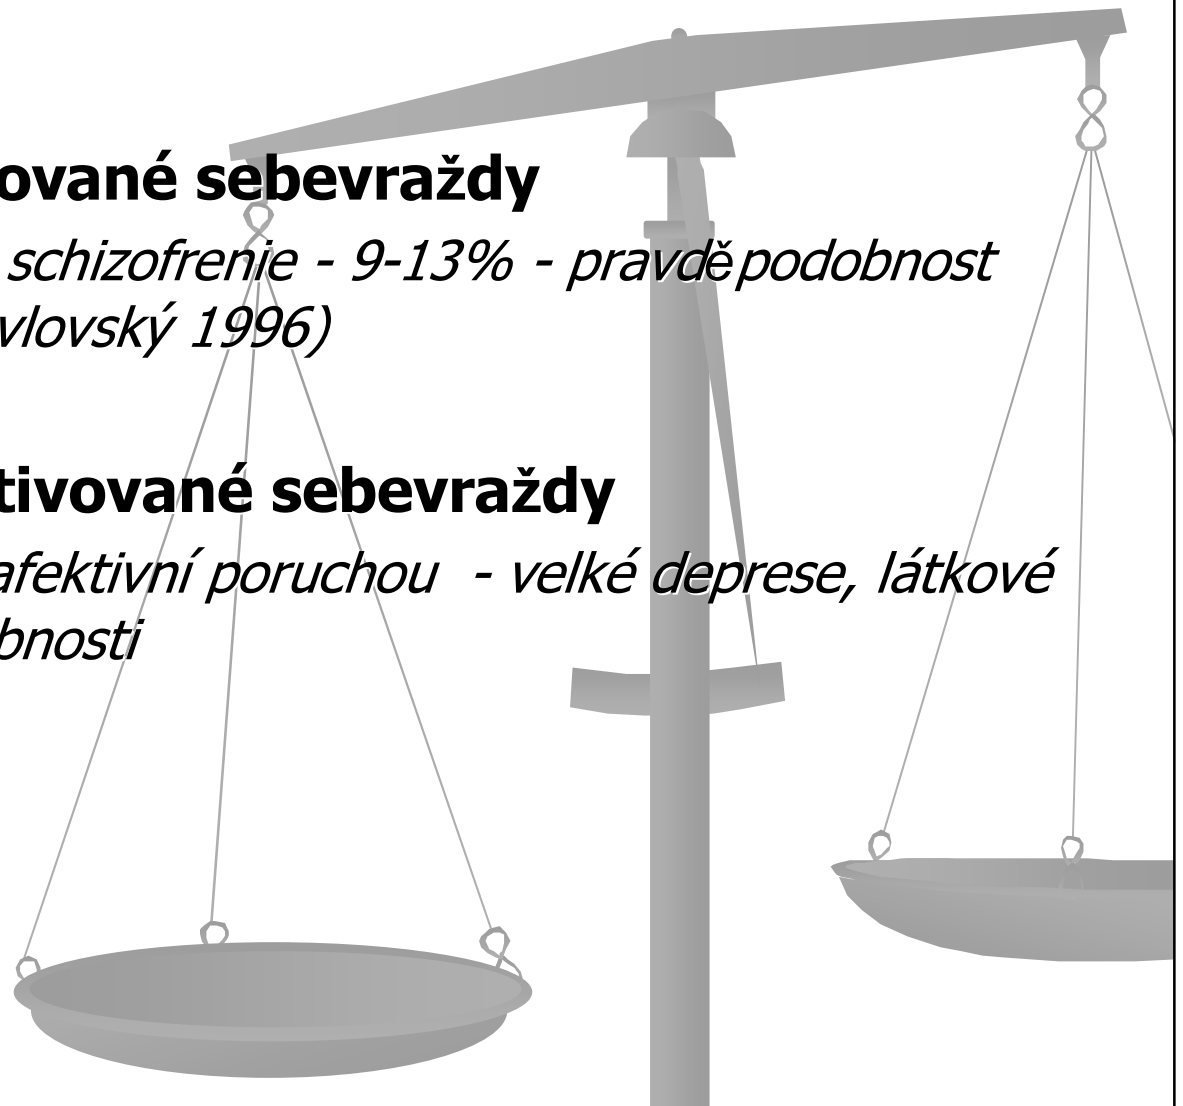 ované sebevraždy
schizofrenie - 9-13% - pravděpodobnost
vlovský 1996)
tivované sebevraždy
afektivní poruchou - velké deprese, látkové
bnosti